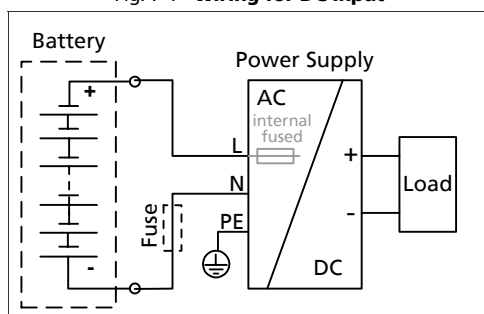 Wiring for DC input
Battery
Power Supply
+
AC
internal
fused
L
N
PE
Fuse
+
-
Load
-
DC